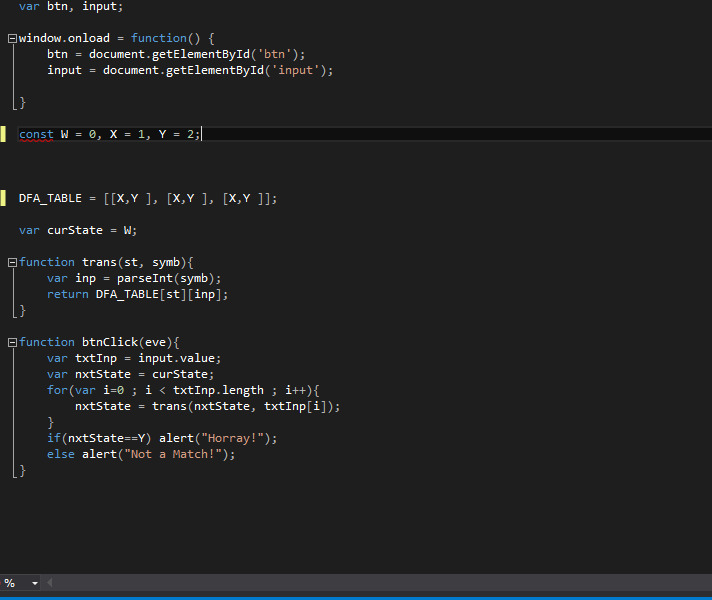 var btn, input;
window.onload = function() {
btn = document.getElementById('btn');
input = document.getElementById('input');
}
const W = 0, X = 1, Y = 2;
DFA_TABLE = [[X,Y ], [X,Y ], [X,Y ]];
var curState = W;
function trans(st, symb){
var inp = parseInt(symb);
return DFA_TABLE[st][inp];
}
function btnClick(eve){
var txtInp = input.value;
var nxtState = curState;
for(var i=0 ; i < txtInp.length ; i++){
nxtState = trans(nxtState, txtInp[i]);
}
if(nxtState==Y) alert("Horray!");
else alert("Not a Match!");
}
%